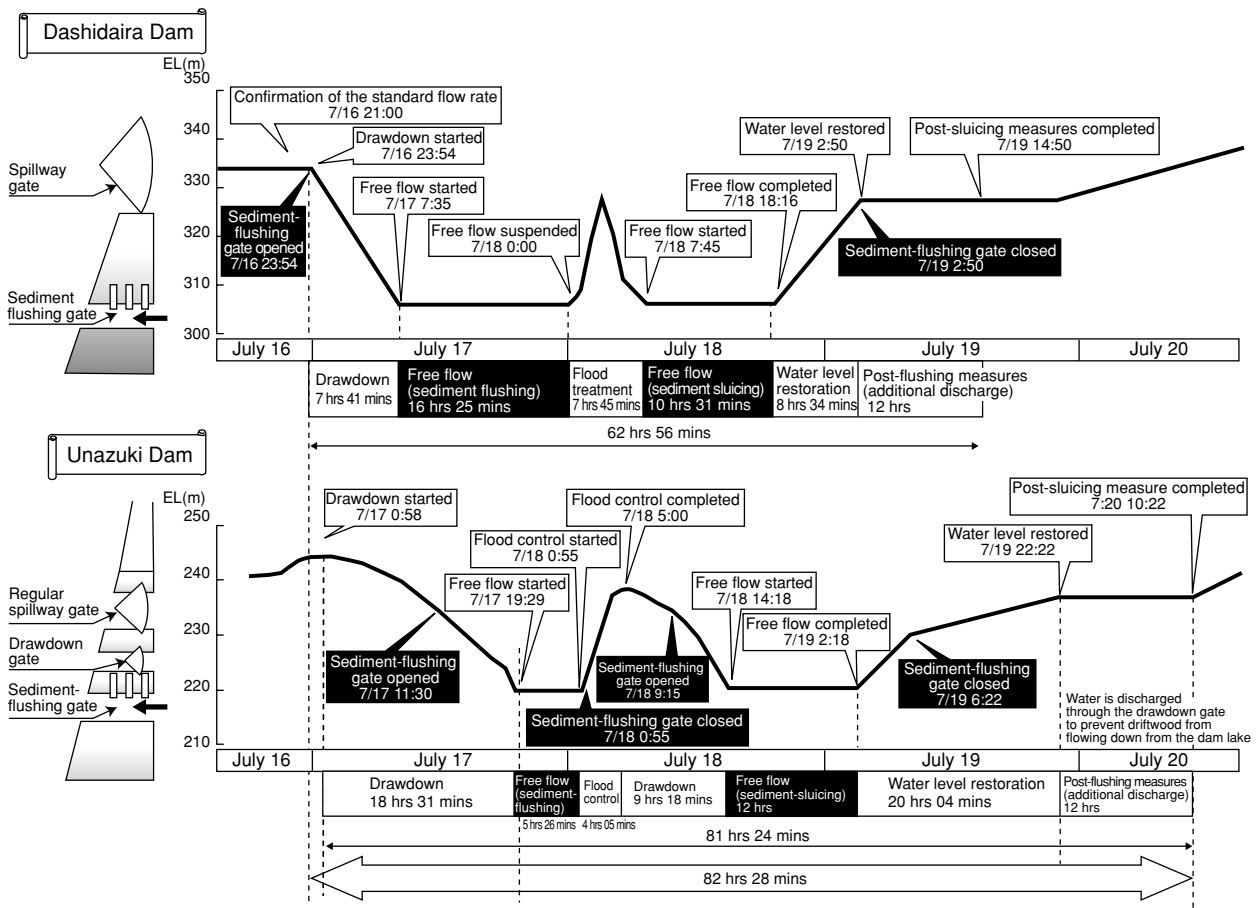 Dashidaira Dam
EL(m)
350
340
330
320
310
300
Spillway
gate
Sediment
flushing gate
Confirmation of the standard flow rate
7/16 21:00
Drawdown started
7/16 23:54
Sediment-
flushing
gate opened
7/16 23:54
Free flow started
7/17 7:35
Free flow suspended
7/18 0:00
Free flow started
7/18 7:45
Free flow completed
7/18 18:16
Water level restored
7/19 2:50
Sediment-flushing gate closed
7/19 2:50
Post-sluicing measures completed
7/19 14:50
July 16
July 17
July 18
July 19
July 20
Drawdown
7 hrs 41 mins
Free flow
(sediment flushing)
16 hrs 25 mins
Flood
treatment
7 hrs 45 mins
Free flow
(sediment sluicing)
10 hrs 31 mins
Water level
restoration
8 hrs 34 mins
Post-flushing measures
(additional discharge)
12 hrs
62 hrs 56 mins
Unazuki Dam
EL(m)
250
240
230
220
210
Regular
spillway gate
Drawdown
gate
Sediment-
flushing gate
Drawdown started
7/17 0:58
Sediment-flushing
gate opened
7/17 11:30
Free flow started
7/17 19:29
Flood control started
7/18 0:55
Sediment-flushing gate closed
7/18 0:55
Flood control completed
7/18 5:00
Sediment-flushing
gate opened
7/18 9:15
Free flow started
7/18 14:18
Free flow completed
7/19 2:18
Sediment-flushing
gate closed
7/19 6:22
Water level restored
7/19 22:22
Post-sluicing measure completed
7:20 10:22
Water is discharged
through the drawdown gate
to prevent driftwood from
flowing down from the dam lake
July 16
July 17
July 18
July 19
July 20
Drawdown
18 hrs 31 mins
Free flow
(sediment-
flushing)
5 hrs 26 mins
Flood
control
4 hrs 05 mins
Drawdown
9 hrs 18 mins
Free flow
(sediment-sluicing)
12 hrs
Water level restoration
20 hrs 04 mins
Post-flushing measures
(additional discharge)
12 hrs
81 hrs 24 mins
82 hrs 28 mins